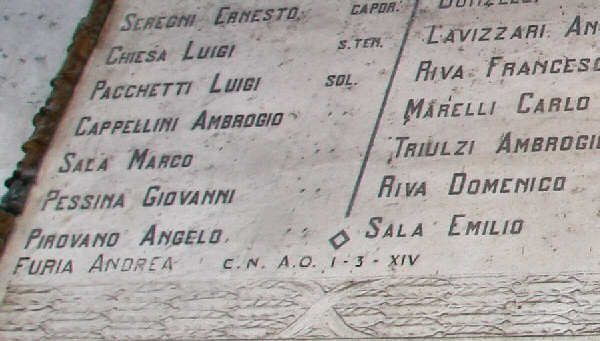 SEREGNI ERNESTO. CAPOR.
CHIESA LUIGI S.TEN.
PACCHETTI LUIGI SOL.
CAPPELLINI AMBROGIO
SALA MARCO
PESSINA GIOVANNI
PIROVANO ANGELO.
FURIA ANDREA C.N. A.O. 1-3-XIV
LAVIZZARI
RIVA FRANCESC
MARELLI CARLO
TRIULZI AMBROGIO
RIVA DOMENICO
SALA EMILIO